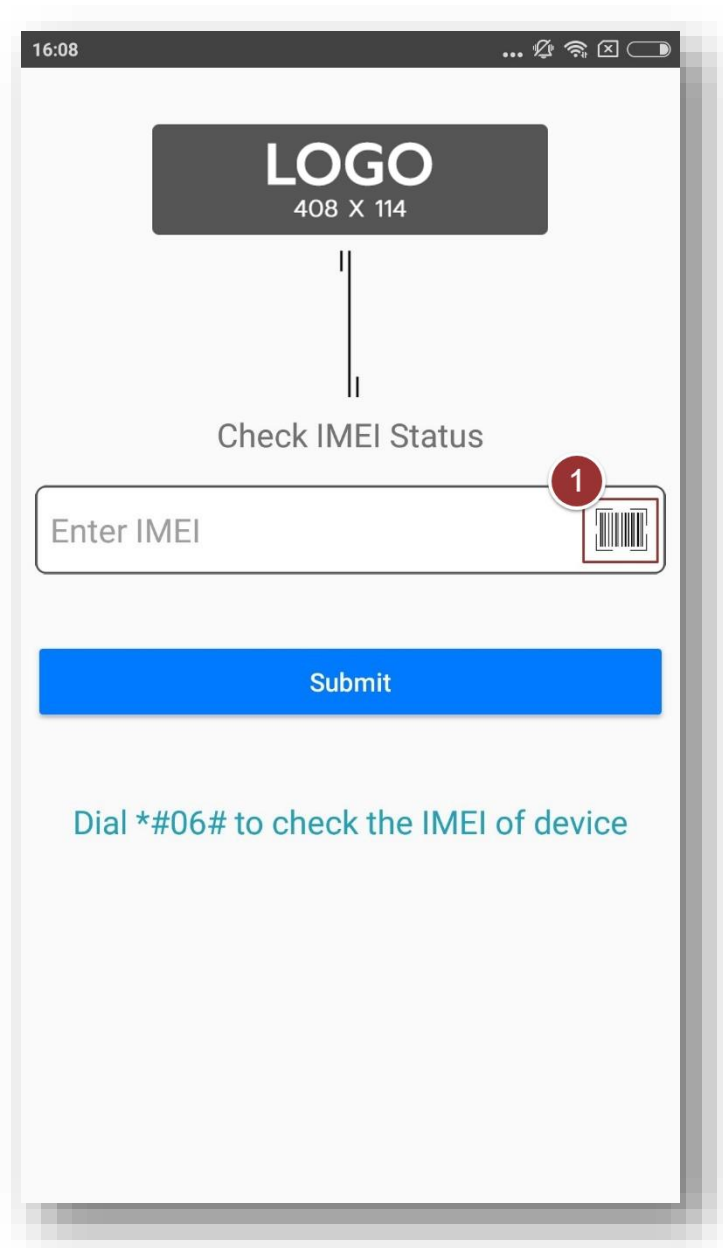 16:08
LOGO
408 X 114
Check IMEI Status
1
Enter IMEI
Submit
Dial *#06# to check the IMEI of device